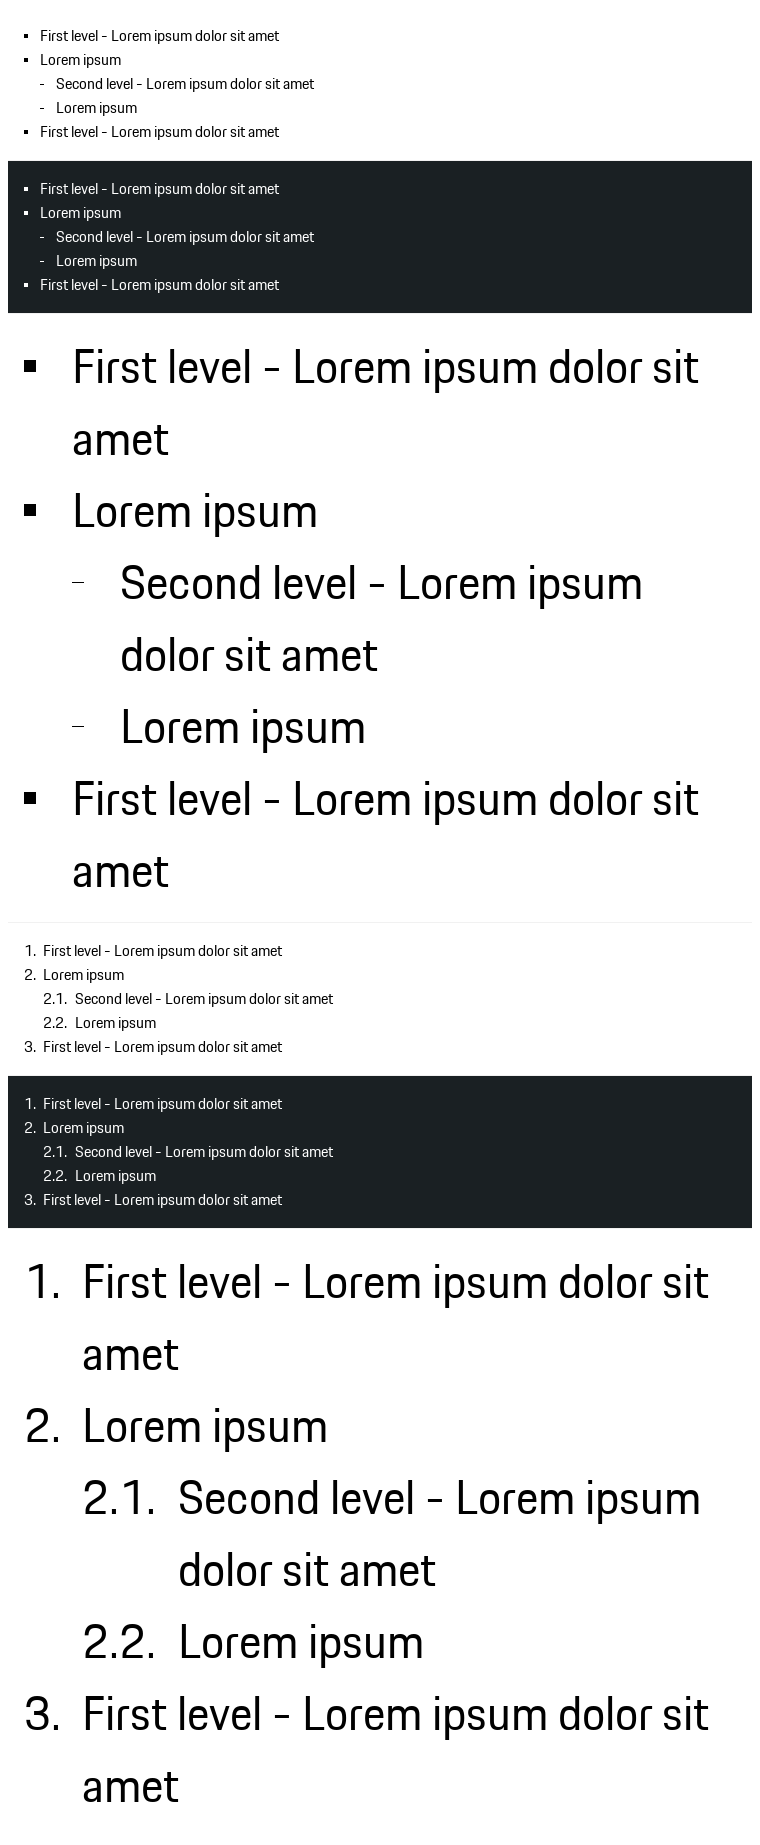 ▪ First level - Lorem ipsum dolor sit amet
▪ Lorem ipsum
- Second level - Lorem ipsum dolor sit amet
- Lorem ipsum
▪ First level - Lorem ipsum dolor sit amet
▪ First level - Lorem ipsum dolor sit amet
▪ Lorem ipsum
- Second level - Lorem ipsum dolor sit amet
- Lorem ipsum
▪ First level - Lorem ipsum dolor sit amet
▪ First level - Lorem ipsum dolor sit
amet
▪ Lorem ipsum
– Second level - Lorem ipsum
dolor sit amet
– Lorem ipsum
▪ First level - Lorem ipsum dolor sit
amet
1. First level - Lorem ipsum dolor sit amet
2. Lorem ipsum
2.1. Second level - Lorem ipsum dolor sit amet
2.2. Lorem ipsum
3. First level - Lorem ipsum dolor sit amet
1. First level - Lorem ipsum dolor sit amet
2. Lorem ipsum
2.1. Second level - Lorem ipsum dolor sit amet
2.2. Lorem ipsum
3. First level - Lorem ipsum dolor sit amet
1. First level - Lorem ipsum dolor sit
amet
2. Lorem ipsum
2.1. Second level - Lorem ipsum
dolor sit amet
2.2. Lorem ipsum
3. First level - Lorem ipsum dolor sit
amet